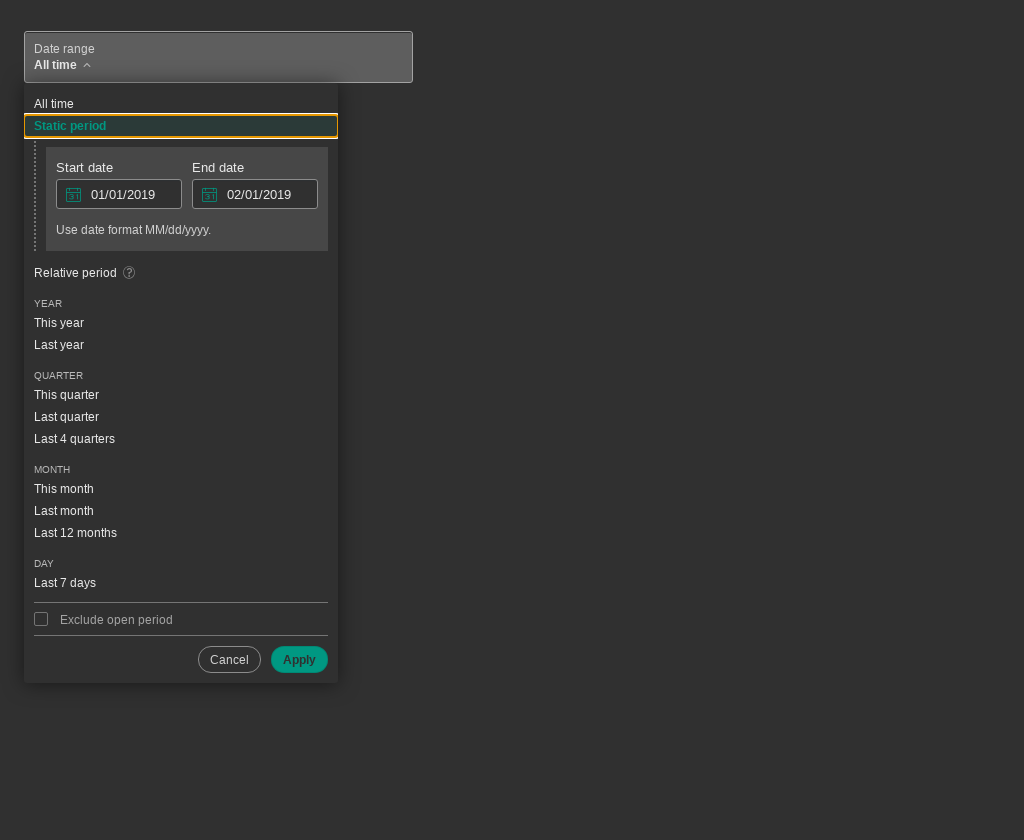 Date range
All time
All time
Static period
Start date End date
31 01/01/2019 31 02/01/2019
Use date format MM/dd/yyyy.
Relative period ?
YEAR
This year
Last year
QUARTER
This quarter
Last quarter
Last 4 quarters
MONTH
This month
Last month
Last 12 months
DAY
Last 7 days
Exclude open period
Cancel Apply